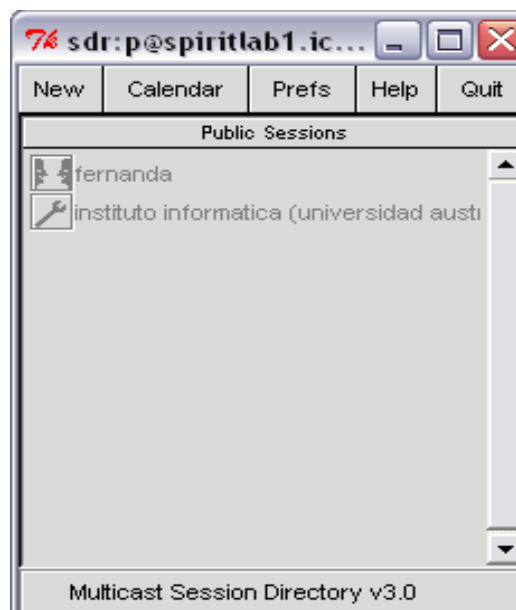 7% sdr:p@spiritlab1.ic...
New Calendar Prefs Help Quit
Public Sessions
fernanda
instituto informatica (universidad
Multicast Session Directory v3.0